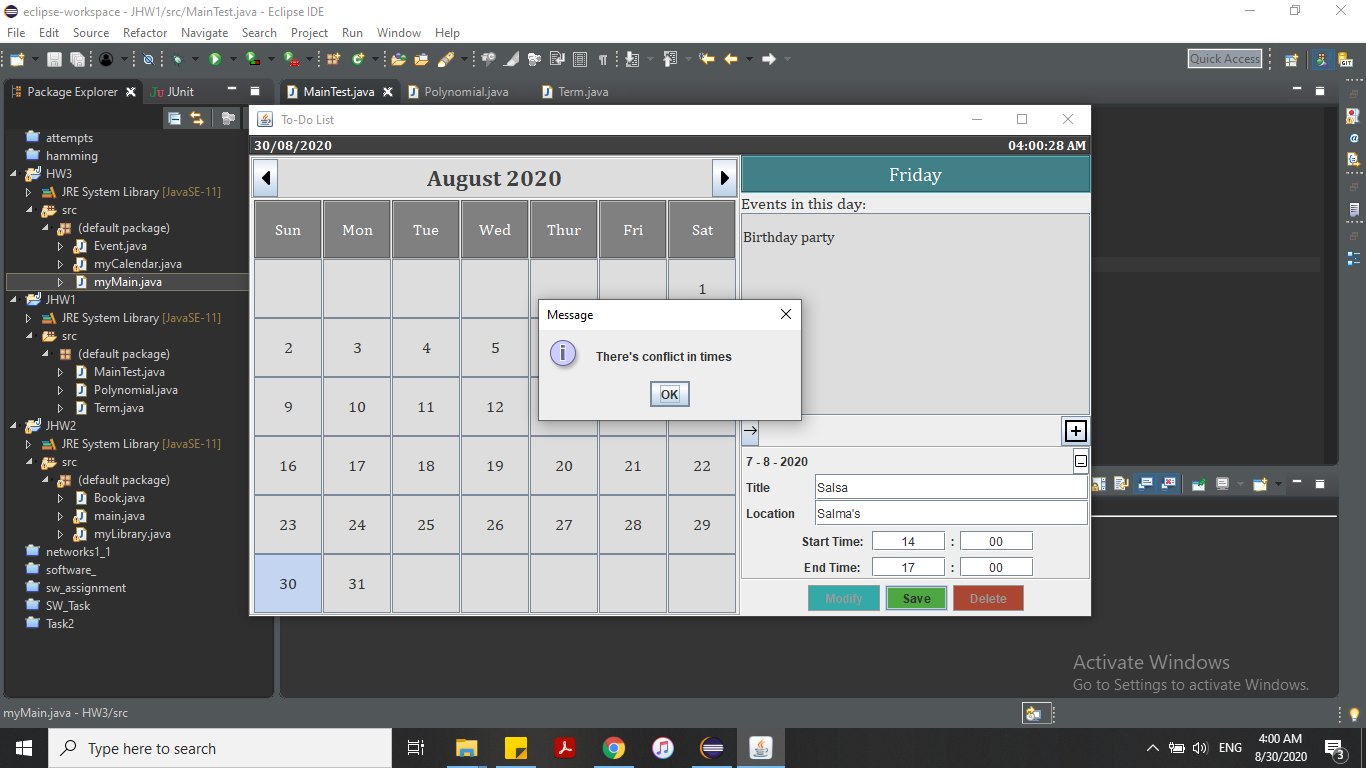 eclipse-workspace - JHW1/src/MainTest.java - Eclipse IDE
File Edit Source Refactor Navigate Search Project Run Window Help
Quick Access
Package Explorer JUnit
MainTest.java Polynomial.java Term.java
attempts
hamming
HW3
JRE System Library [JavaSE-11]
src
(default package)
Event.java
myCalendar.java
myMain.java
JHW1
JRE System Library [JavaSE-11]
src
(default package)
MainTest.java
Polynomial.java
Term.java
JHW2
JRE System Library [JavaSE-11]
src
(default package)
Book.java
main.java
myLibrary.java
networks1_1
software_
sw_assignment
SW_Task
Task2
To-Do List
30/08/2020 04:00:28 AM
August 2020
Sun Mon Tue Wed Thur Fri Sat
1
2 3 4 5
9 10 11 12
16 17 18 19 20 21 22
23 24 25 26 27 28 29
30 31
Friday
Events in this day:
Birthday party
Message
There's conflict in times
OK
7 - 8 - 2020
Title Salsa
Location Salma's
Start Time: 14 : 00
End Time: 17 : 00
Modify Save Delete
Activate Windows
Go to Settings to activate Windows.
myMain.java - HW3/src
Type here to search
ENG
4:00 AM
8/30/2020
3